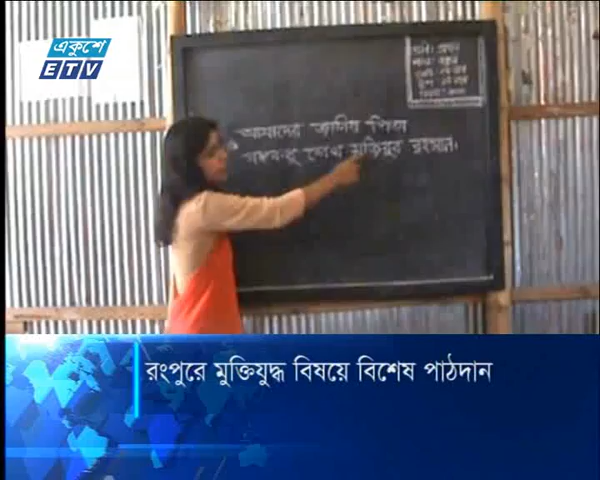 একুশে
ETV
আমাদের জাতির পিতা
বঙ্গবন্ধু শেখ মুজিবুর রহমান।
রংপুরে মুক্তিযুদ্ধ বিষয়ে বিশেষ পাঠদান